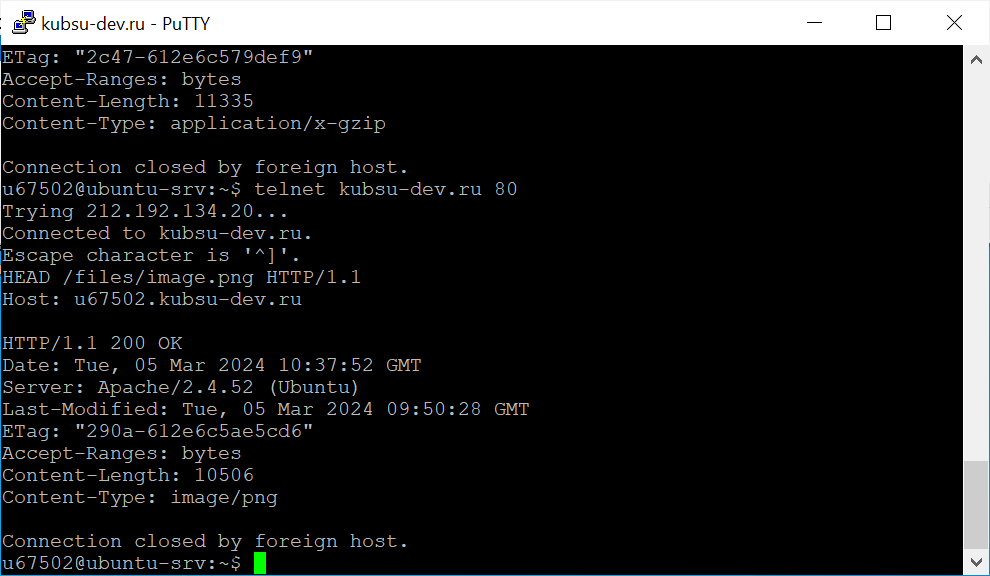 kubsu-dev.ru - PuTTY
ETag: "2c47-612e6c579def9"
Accept-Ranges: bytes
Content-Length: 11335
Content-Type: application/x-gzip
Connection closed by foreign host.
u67502@ubuntu-srv:~$ telnet kubsu-dev.ru 80
Trying 212.192.134.20...
Connected to kubsu-dev.ru.
Escape character is '^]'.
HEAD /files/image.png HTTP/1.1
Host: u67502.kubsu-dev.ru
HTTP/1.1 200 OK
Date: Tue, 05 Mar 2024 10:37:52 GMT
Server: Apache/2.4.52 (Ubuntu)
Last-Modified: Tue, 05 Mar 2024 09:50:28 GMT
ETag: "290a-612e6c5ae5cd6"
Accept-Ranges: bytes
Content-Length: 10506
Content-Type: image/png
Connection closed by foreign host.
u67502@ubuntu-srv:~$